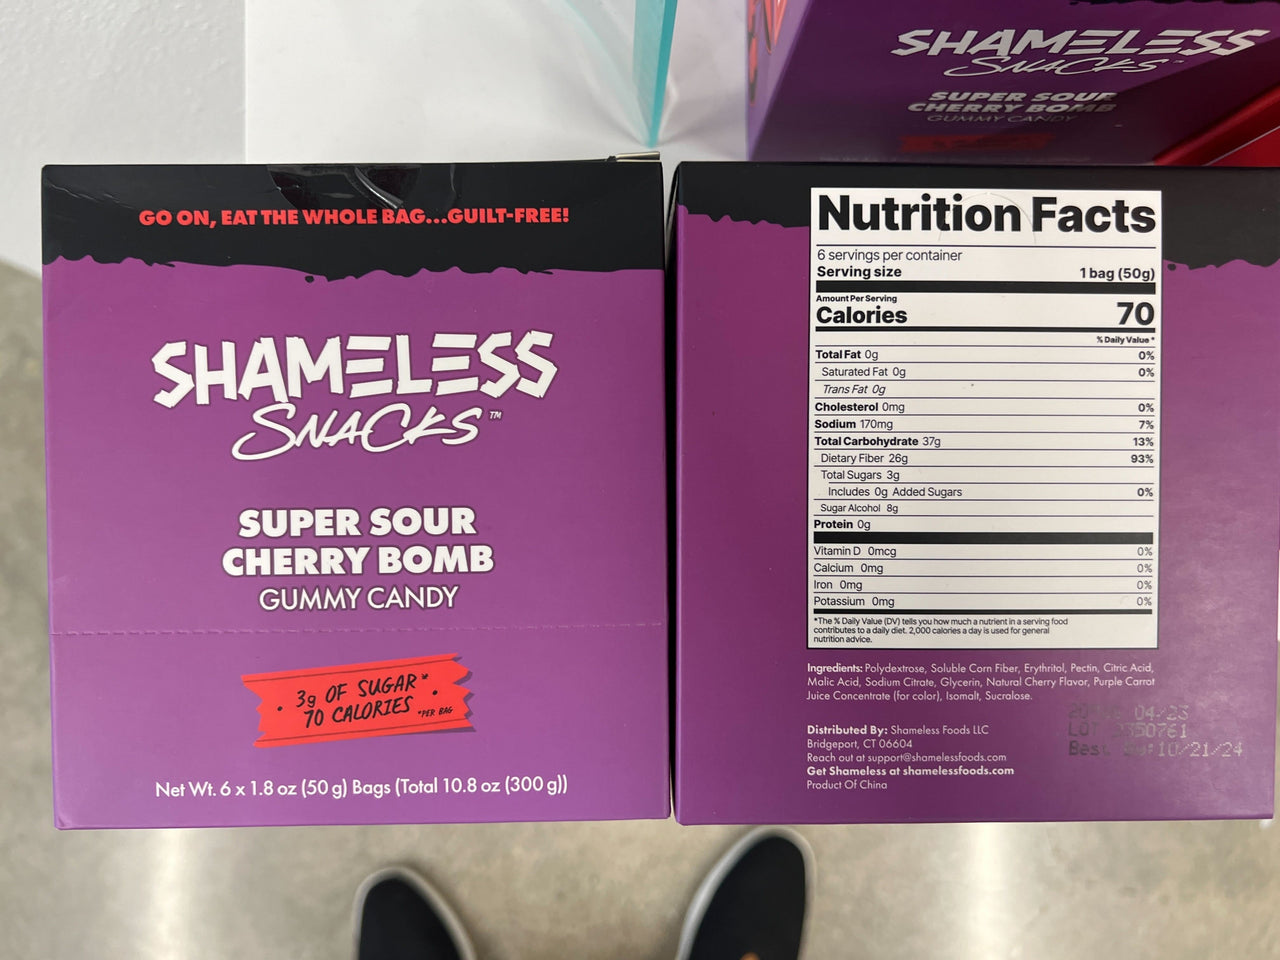 SHAMELESS
SNACKS™
SUPER SOUR
CHERRY BOMB
GUMMY CANDY
GO ON, EAT THE WHOLE BAG...GUILT-FREE!
SHAMELESS
SNACKS™
SUPER SOUR
CHERRY BOMB
GUMMY CANDY
3g OF SUGAR*
70 CALORIES *PER BAG
Net Wt. 6 x 1.8 oz (50 g) Bags (Total 10.8 oz (300 g))
Nutrition Facts
6 servings per container
Serving size 1 bag (50g)
Amount Per Serving
Calories 70
% Daily Value *
Total Fat 0g 0%
Saturated Fat 0g 0%
Trans Fat 0g
Cholesterol 0mg 0%
Sodium 170mg 7%
Total Carbohydrate 37g 13%
Dietary Fiber 26g 93%
Total Sugars 3g
Includes 0g Added Sugars 0%
Sugar Alcohol 8g
Protein 0g
Vitamin D 0mcg 0%
Calcium 0mg 0%
Iron 0mg 0%
Potassium 0mg 0%
*The % Daily Value (DV) tells you how much a nutrient in a serving food
contributes to a daily diet. 2,000 calories a day is used for general
nutrition advice.
Ingredients: Polydextrose, Soluble Corn Fiber, Erythritol, Pectin, Citric Acid,
Malic Acid, Sodium Citrate, Glycerin, Natural Cherry Flavor, Purple Carrot
Juice Concentrate (for color), Isomalt, Sucralose.
Distributed By: Shameless Foods LLC
Bridgeport, CT 06604
Reach out at support@shamelessfoods.com
Get Shameless at shamelessfoods.com
Product Of China
04/23
LOT
Best By:10/21/24